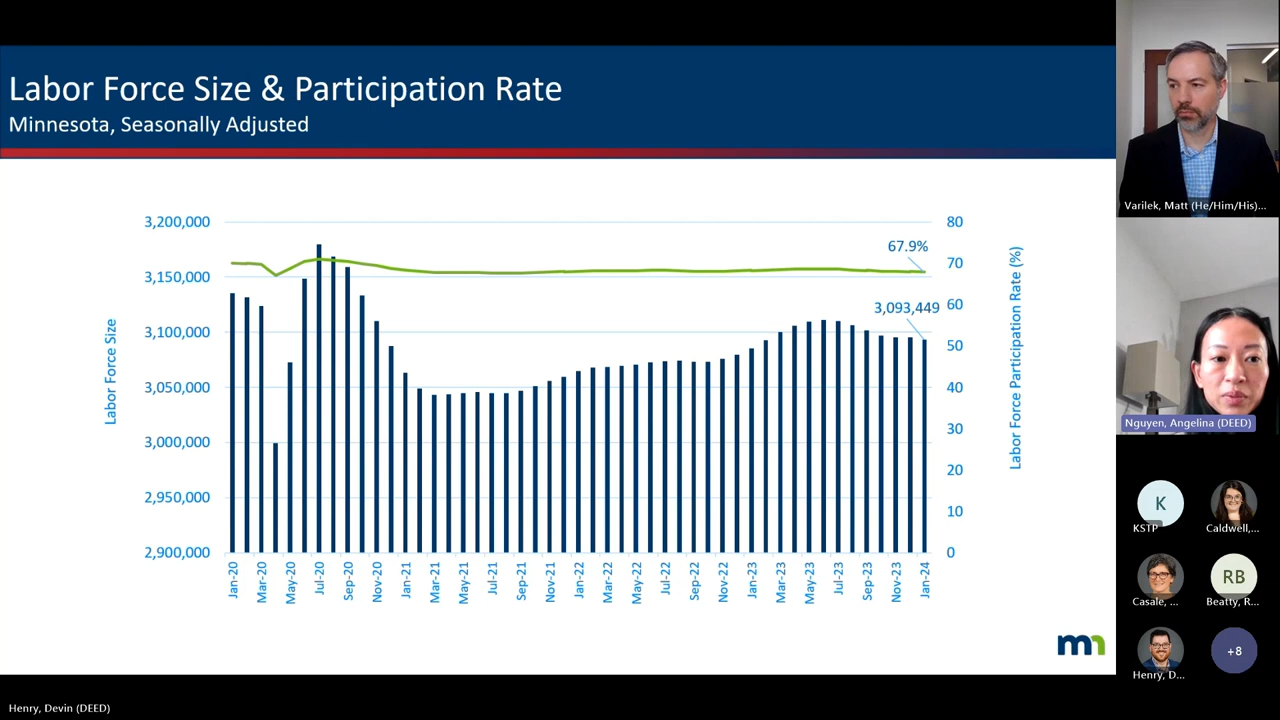 Labor Force Size & Participation Rate
Minnesota, Seasonally Adjusted
3,200,000
3,150,000
3,100,000
3,050,000
3,000,000
2,950,000
2,900,000
Labor Force Size
80
70
60
50
40
30
20
10
0
Labor Force Participation Rate (%)
67.9%
3,093,449
Jan-20
Mar-20
May-20
Jul-20
Sep-20
Nov-20
Jan-21
Mar-21
May-21
Jul-21
Sep-21
Nov-21
Jan-22
Mar-22
May-22
Jul-22
Sep-22
Nov-22
Jan-23
Mar-23
May-23
Jul-23
Sep-23
Nov-23
Jan-24
mn
Varilek, Matt (He/Him/His)...
Nguyen, Angelina (DEED)
K
KSTP
Caldwell,...
Casale, ...
RB
Beatty, R...
Henry, D...
+8
Henry, Devin (DEED)